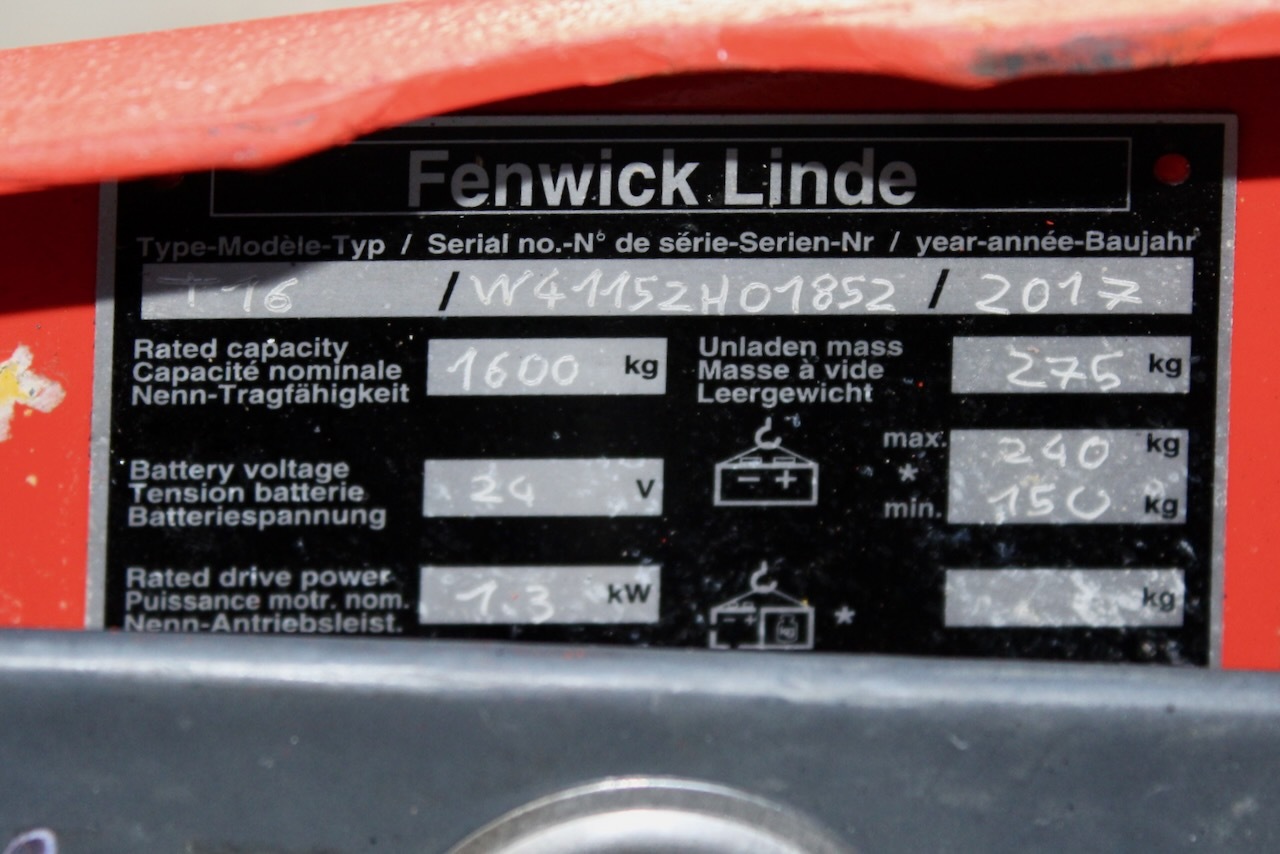 Fenwick Linde
Type-Modèle-Typ / Serial no.-N° de série-Serien-Nr / year-année-Baujahr
T 16 / W41152H01852 / 2017
Rated capacity
Capacité nominale
Nenn-Tragfähigkeit
1600 kg
Unladen mass
Masse à vide
Leergewicht
275 kg
Battery voltage
Tension batterie
Batteriespannung
24 V
max. 240 kg
*
min. 150 kg
Rated drive power
Puissance motr. nom.
Nenn-Antriebsleist.
1.3 kW
* kg